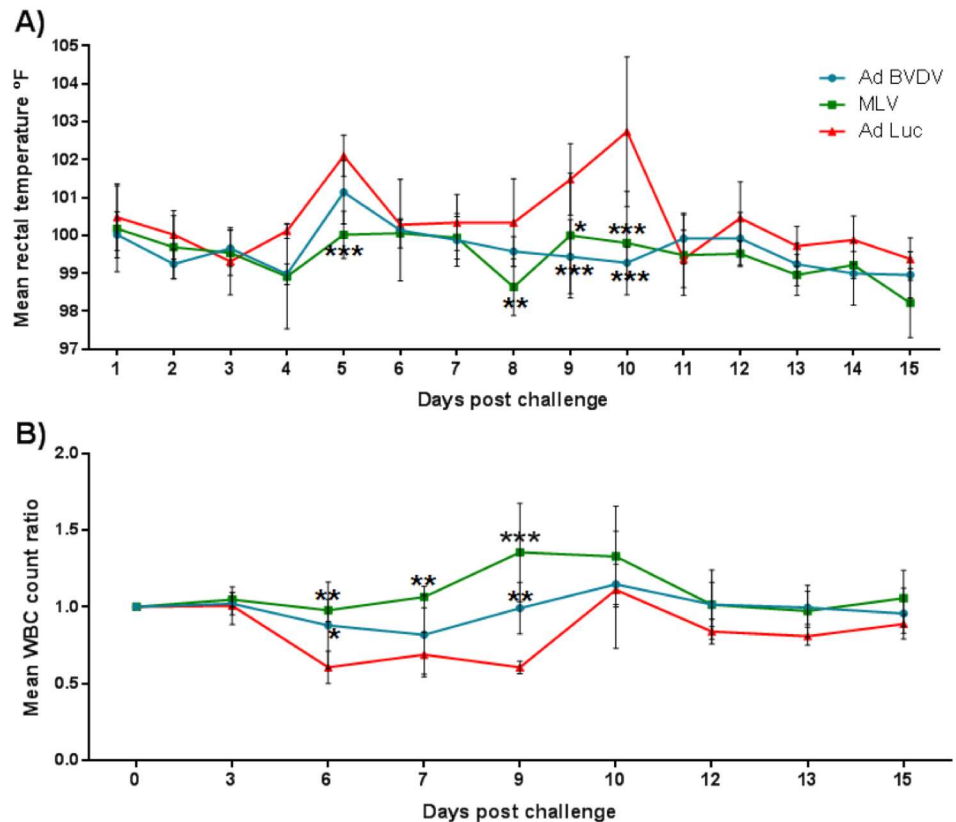 A)
Mean rectal temperature °F
105
104
103
102
101
100
99
98
97
Ad BVDV
MLV
Ad Luc
***
**
*
***
***
***
1 2 3 4 5 6 7 8 9 10 11 12 13 14 15
Days post challenge
B)
Mean WBC count ratio
2.0
1.5
1.0
0.5
0.0
**
*
**
***
**
0 3 6 7 9 10 12 13 15
Days post challenge